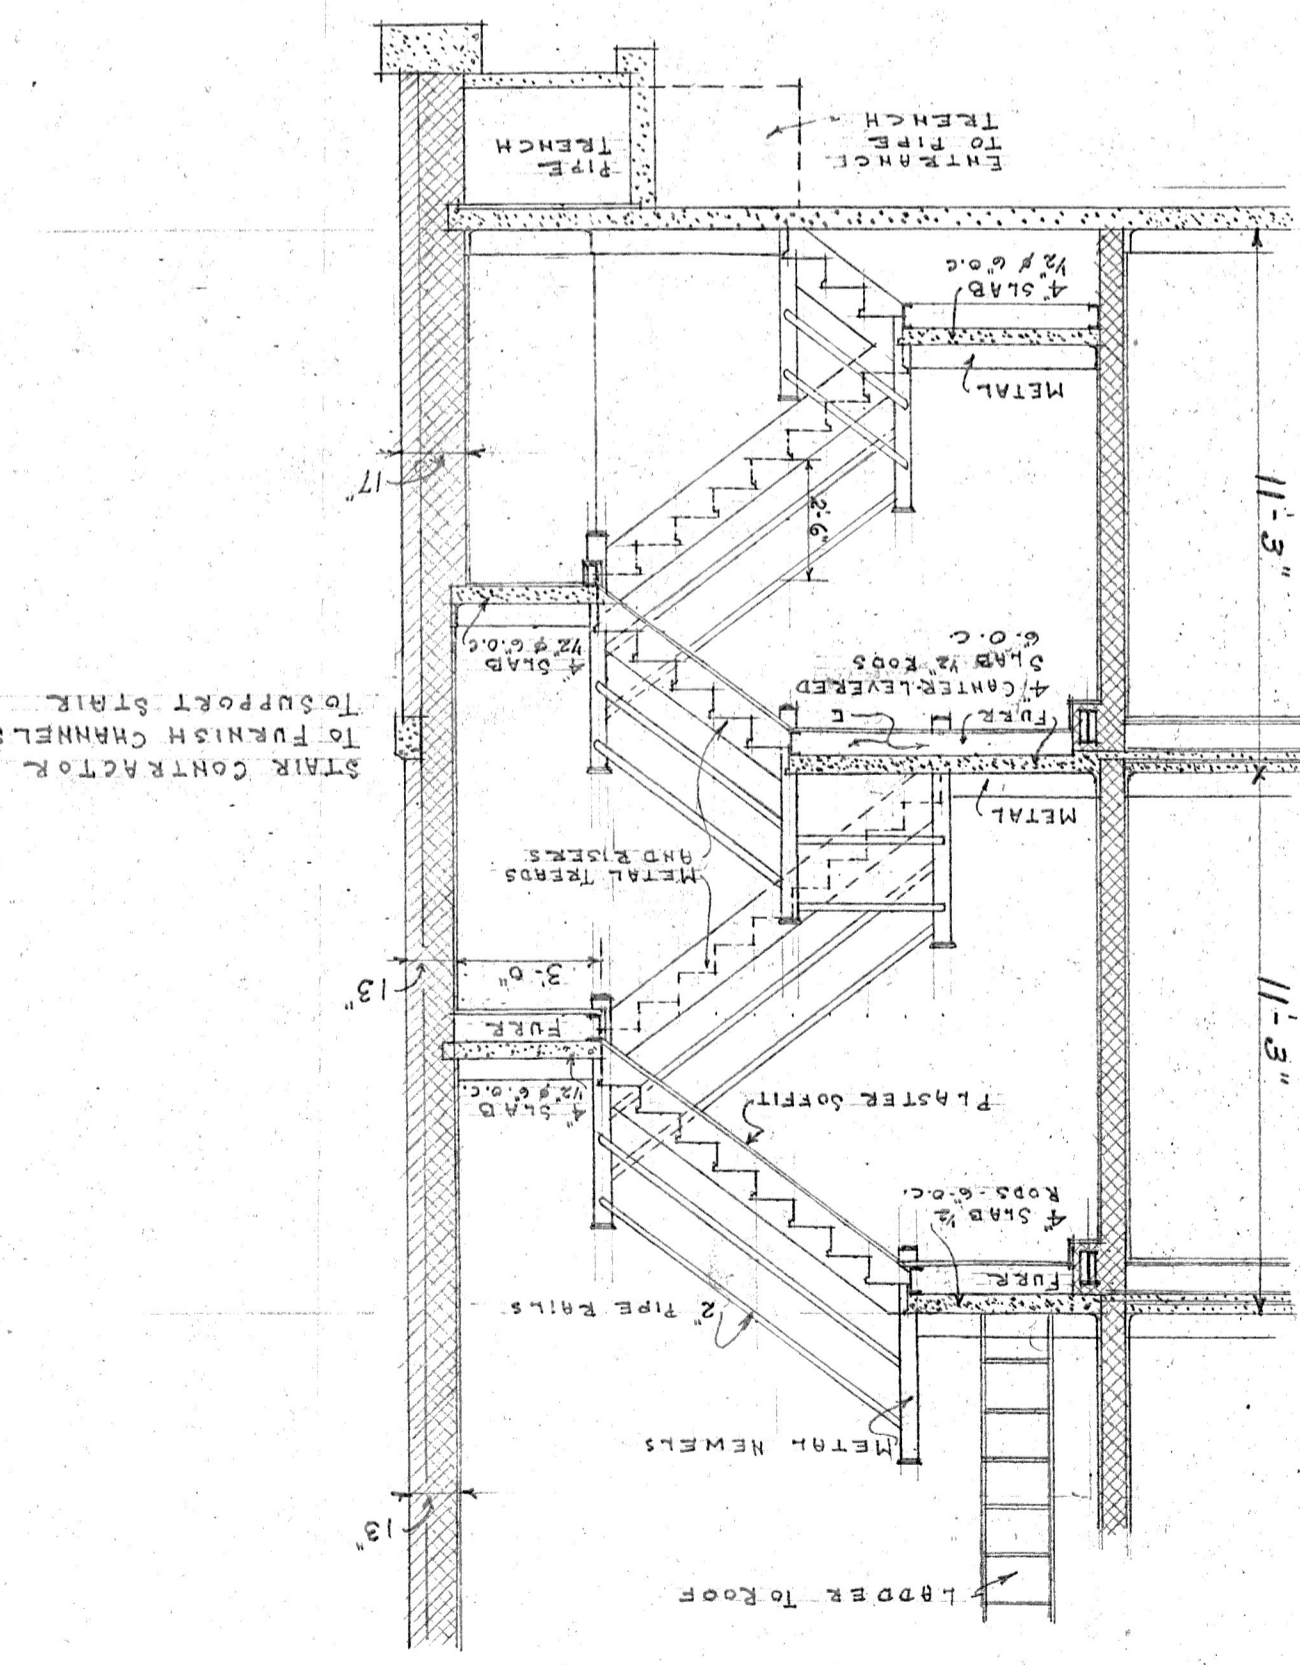 LADDER TO ROOF
13"
METAL NEWELS
2" PIPE RAILS
FURR
4" SLAB ½
RODS-6"O.C.
PLASTER SOFFIT
4" SLAB
½" ø 6" O.C.
FURR
3'-0"
13"
11'-3"
METAL TREADS
AND RISERS
METAL
STAIR CONTRACTOR
TO FURNISH CHANNELS
TO SUPPORT STAIR
FURR
E
4" CANTER-LEVERED
SLAB ½" RODS
6" O.C.
4" SLAB
½" ø 6" O.C
2'-6"
11'-3"
17"
METAL
4" SLAB
½" ø 6" O.C
ENTRANCE
TO PIPE
TRENCH
PIPE
TRENCH